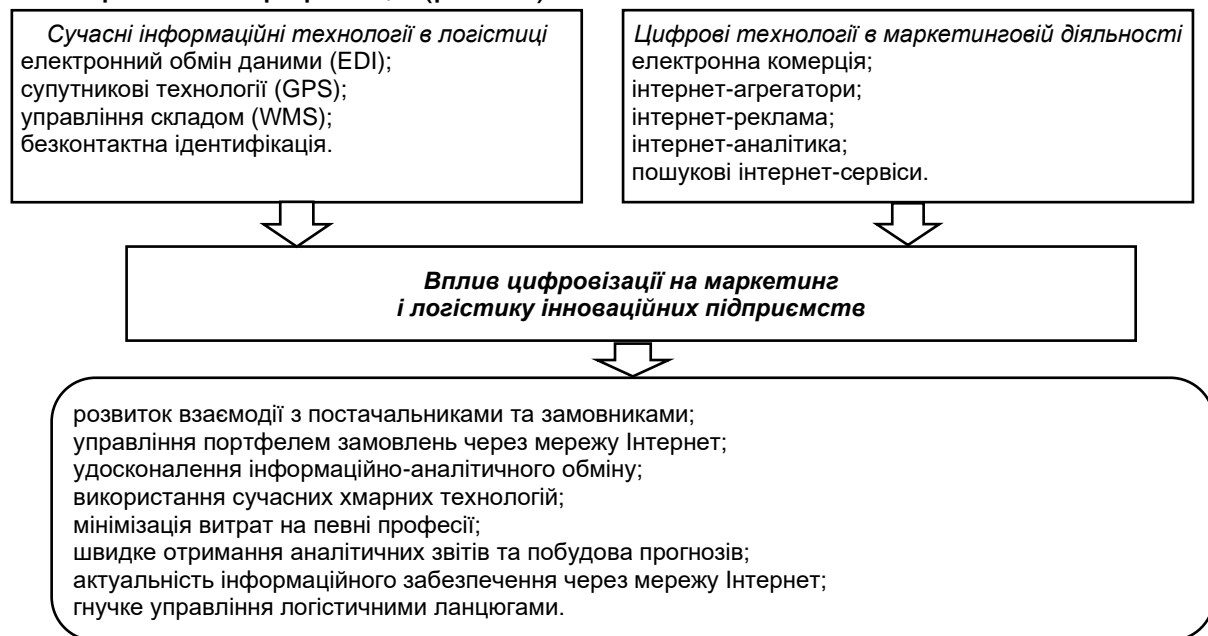 Сучасні інформаційні технології в логістиці
електронний обмін даними (EDI);
супутникові технології (GPS);
управління складом (WMS);
безконтактна ідентифікація.
Цифрові технології в маркетинговій діяльності
електронна комерція;
інтернет-агрегатори;
інтернет-реклама;
інтернет-аналітика;
пошукові інтернет-сервіси.
Вплив цифровізації на маркетинг
і логістику інноваційних підприємств
розвиток взаємодії з постачальниками та замовниками;
управління портфелем замовлень через мережу Інтернет;
удосконалення інформаційно-аналітичного обміну;
використання сучасних хмарних технологій;
мінімізація витрат на певні професії;
швидке отримання аналітичних звітів та побудова прогнозів;
актуальність інформаційного забезпечення через мережу Інтернет;
гнучке управління логістичними ланцюгами.